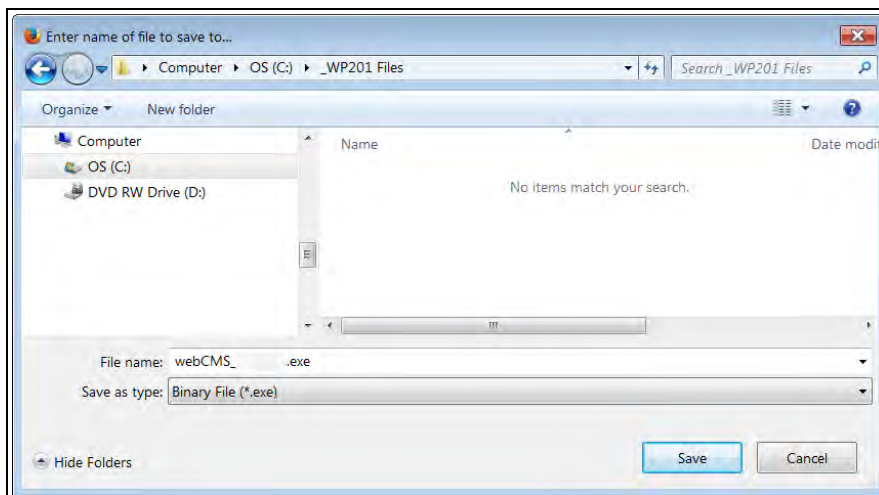 Enter name of file to save to...
Computer OS (C:) _WP201 Files Search _WP201 Files
Organize New folder
Computer
OS (C:)
DVD RW Drive (D:)
Name Date modif
No items match your search.
File name: webCMS_ .exe
Save as type: Binary File (*.exe)
Hide Folders Save Cancel